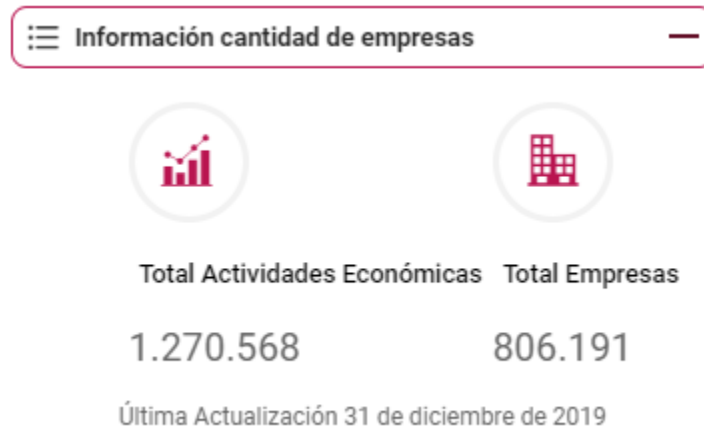 Información cantidad de empresas
Total Actividades Económicas Total Empresas
1.270.568 806.191
Última Actualización 31 de diciembre de 2019